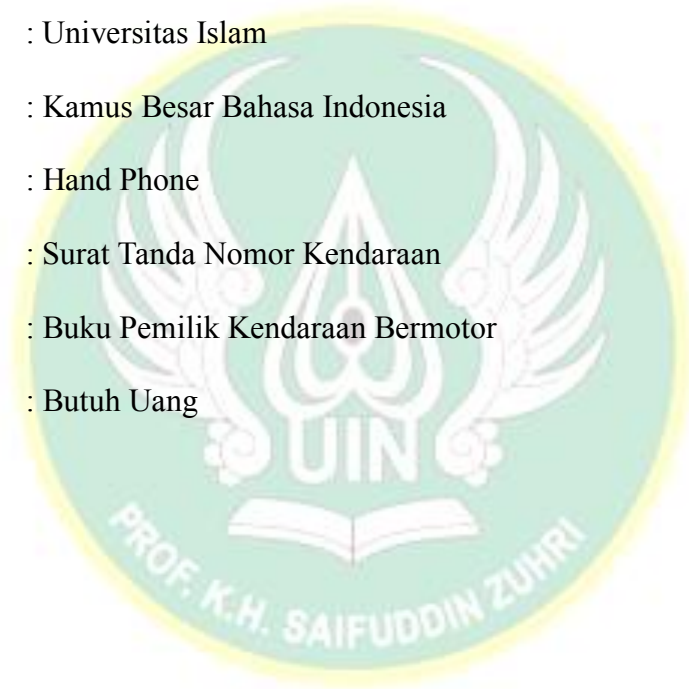 : Universitas Islam
: Kamus Besar Bahasa Indonesia
: Hand Phone
: Surat Tanda Nomor Kendaraan
: Buku Pemilik Kendaraan Bermotor
: Butuh Uang
UIN
PROF. K.H. SAIFUDDIN ZUHRI